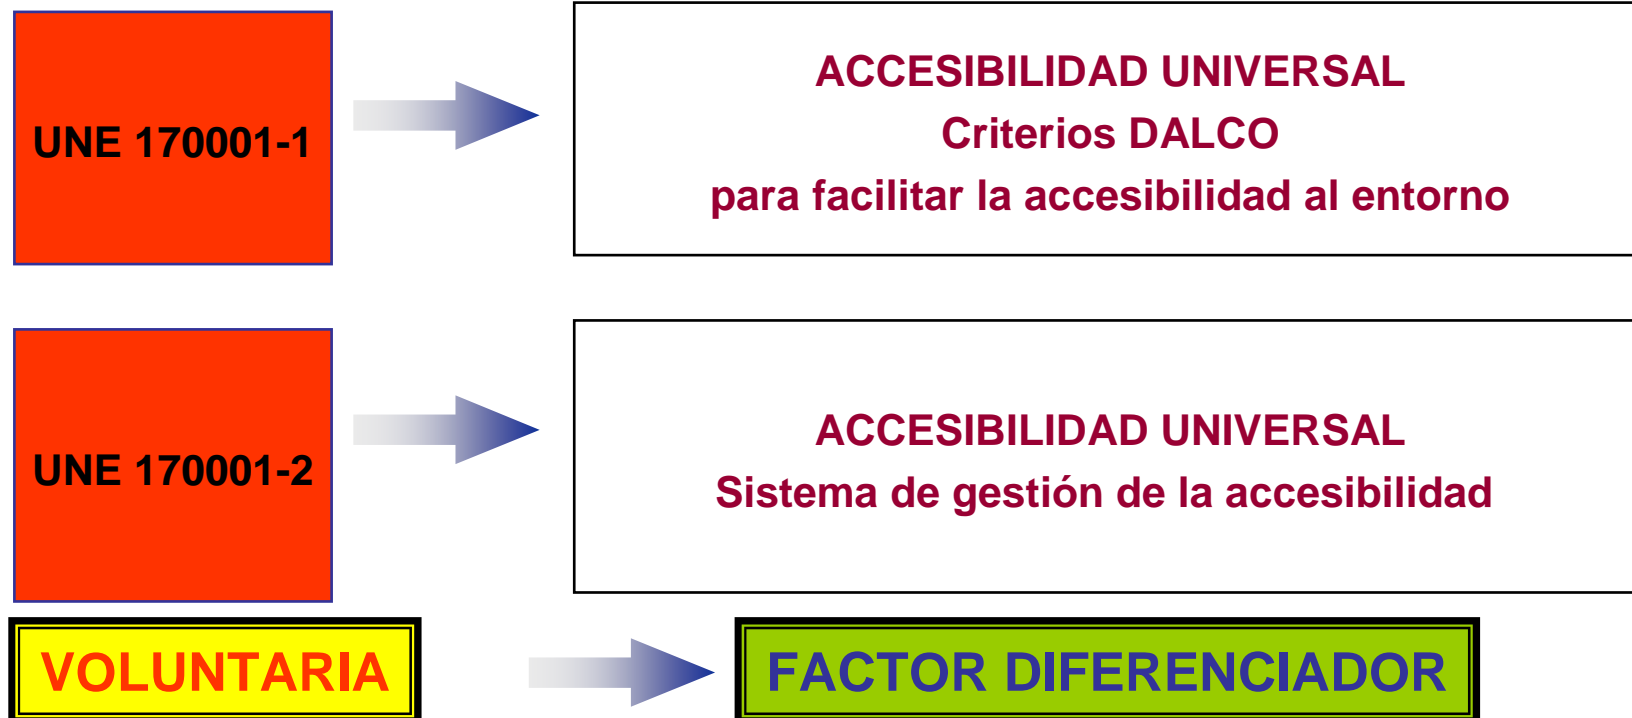 UNE 170001-1
ACCESIBILIDAD UNIVERSAL
Criterios DALCO
para facilitar la accesibilidad al entorno
UNE 170001-2
ACCESIBILIDAD UNIVERSAL
Sistema de gestión de la accesibilidad
VOLUNTARIA
FACTOR DIFERENCIADOR